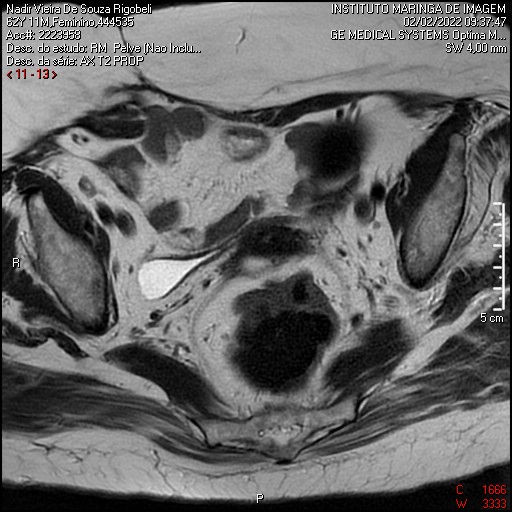 Nadir Vieira De Souza Rigobeli
62Y 11M,Feminino,444535
Acc#: 2223953
Desc. do estudo: RM Pelve (Nao Inclu...
Desc. da série: AX T2 PROP
< 11 - 13 >
INSTITUTO MARINGA DE IMAGEM
02/02/2022 09:37:47
GE MEDICAL SYSTEMS Optima M...
SW 4,00 mm
R
5 cm
P
C 1666
W 3333